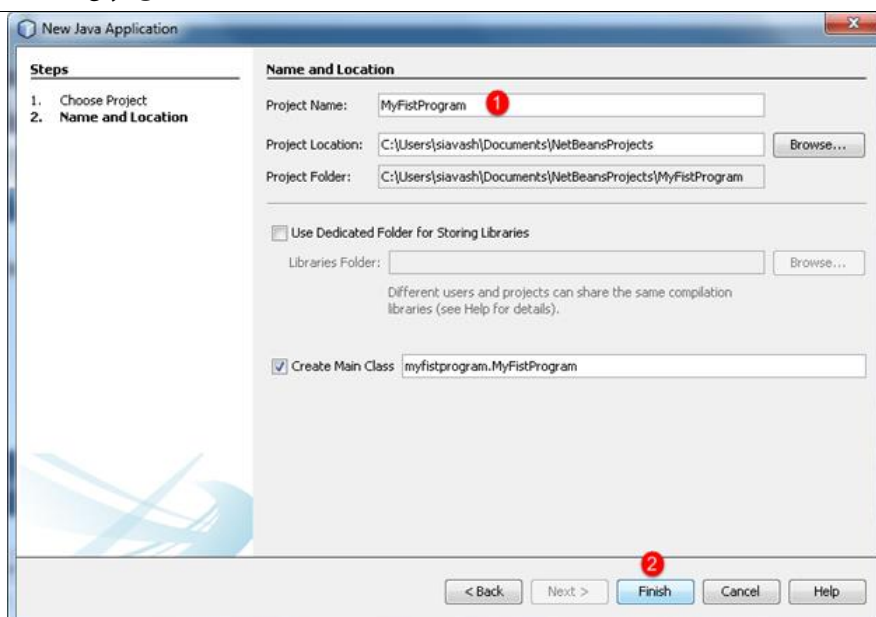 New Java Application
Steps
1. Choose Project
2. Name and Location
Name and Location
Project Name: MyFistProgram 1
Project Location: C:\Users\siavash\Documents\NetBeansProjects Browse...
Project Folder: C:\Users\siavash\Documents\NetBeansProjects\MyFistProgram
Use Dedicated Folder for Storing Libraries
Libraries Folder: Browse...
Different users and projects can share the same compilation
libraries (see Help for details).
Create Main Class myfistprogram.MyFistProgram
2
< Back Next > Finish Cancel Help